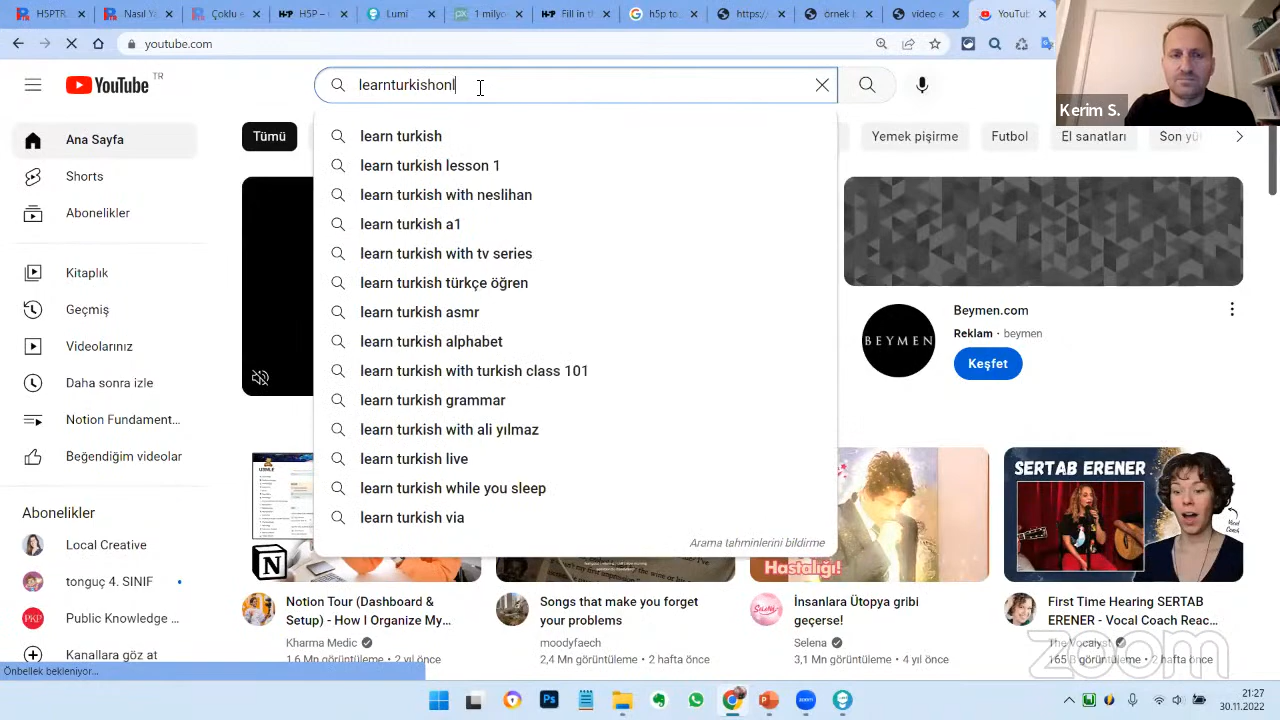 H5PTR.
Çoklu
H5P -
Lumi
1 milyo
Fill in th
h5p to
https:/
örnek i
video e
YouTu
youtube.com
YouTube TR
learnturkishonl
Kerim S.
Ana Sayfa
Shorts
Abonelikler
Kitaplık
Geçmiş
Videolarınız
Daha sonra izle
Notion Fundament...
Beğendiğim videolar
Abonelikler
Local Creative
tonguç 4. SINIF
Public Knowledge ...
Kanallara göz at
Önbellek bekleniyor...
Tümü
Yemek pişirme
Futbol
El sanatları
Son yü
learn turkish
learn turkish lesson 1
learn turkish with neslihan
learn turkish a1
learn turkish with tv series
learn turkish türkçe öğren
learn turkish asmr
learn turkish alphabet
learn turkish with turkish class 101
learn turkish grammar
learn turkish with ali yılmaz
learn turkish live
learn turkish while you sleep
learn turkish via
Arama tahminlerini bildirme
BEYMEN
Beymen.com
Reklam · beymen
Keşfet
SERTAB ERENER
Hastalığı!
Notion Tour (Dashboard &
Setup) - How I Organize My...
Kharma Medic
1,6 Mn görüntüleme • 2 yıl önce
Songs that make you forget
your problems
moodyfaech
2,4 Mn görüntüleme • 2 hafta önce
İnsanlara Ütopya gribi
geçerse!
Selena
3,1 Mn görüntüleme • 4 yıl önce
First Time Hearing SERTAB
ERENER - Vocal Coach Reac...
The Vocalyst
165 B görüntüleme • 2 hafta önce
zoom
21:27
30.11.2022